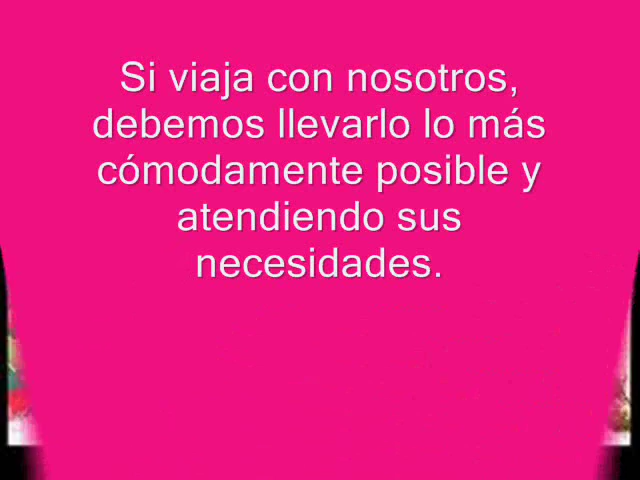 Si viaja con nosotros,
debemos llevarlo lo más
cómodamente posible y
atendiendo sus
necesidades.